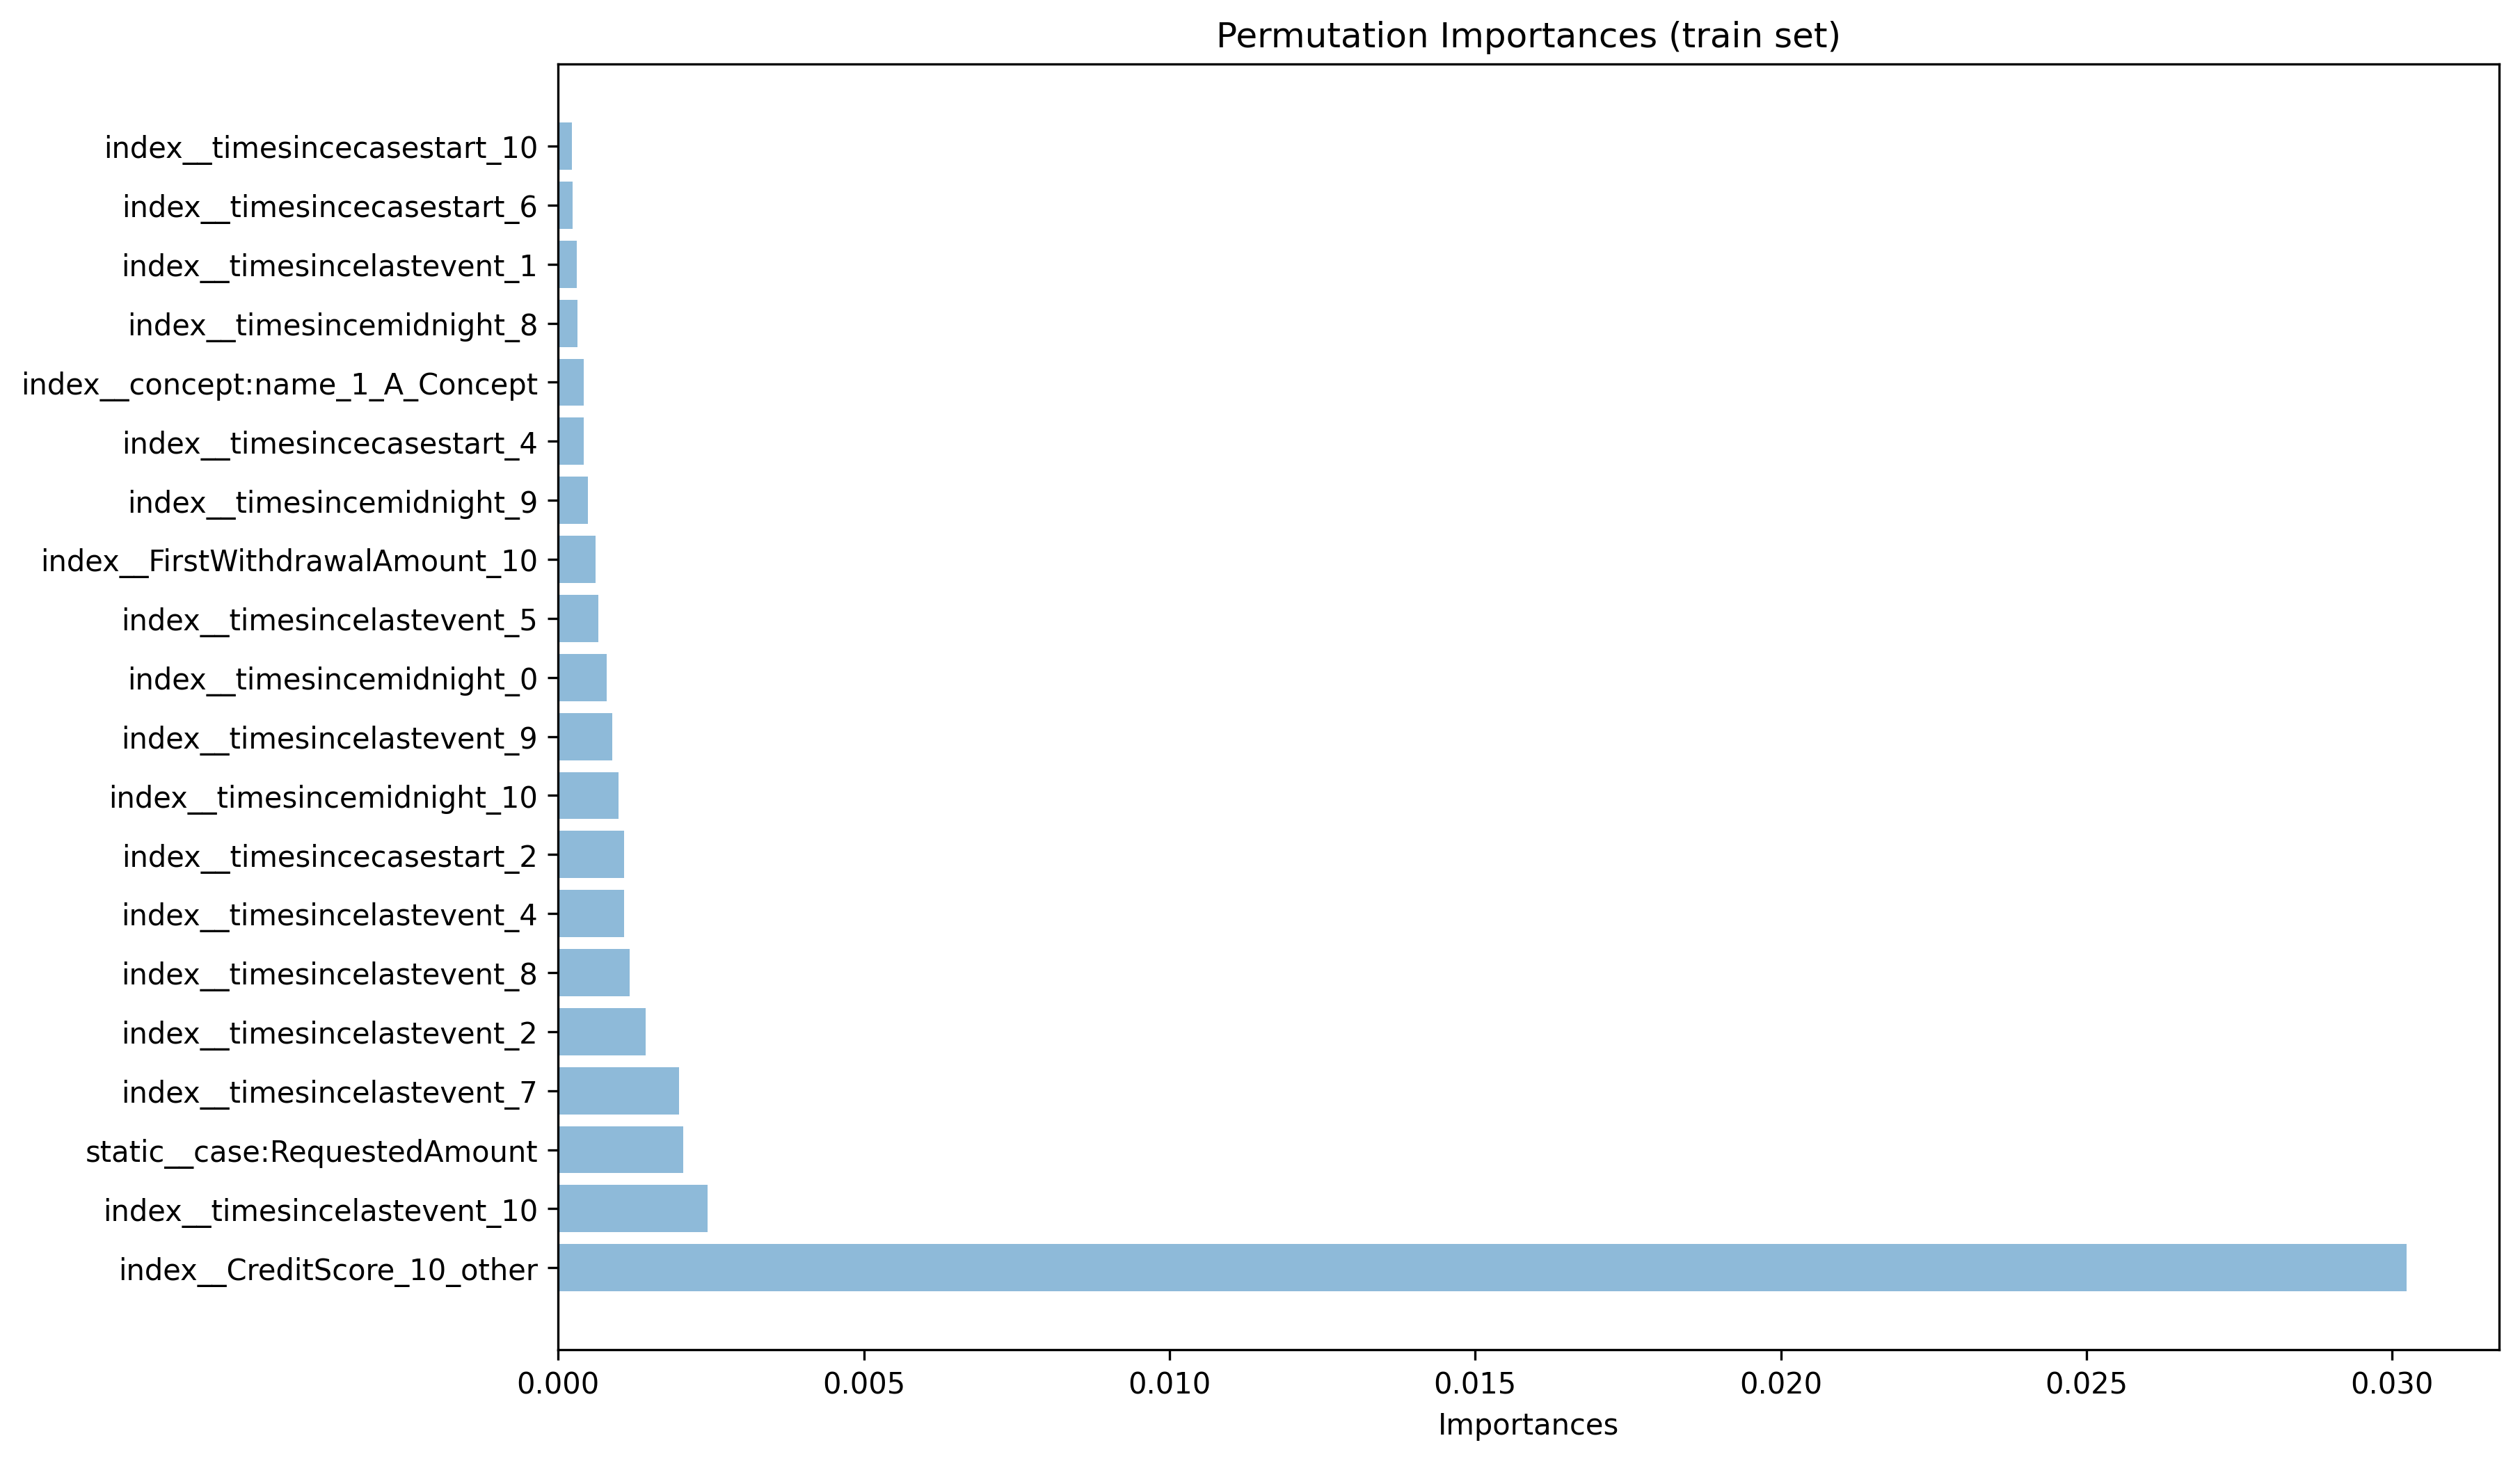 Permutation Importances (train set)
index__timesincecasestart_10
index__timesincecasestart_6
index__timesincelastevent_1
index__timesincemidnight_8
index__concept:name_1_A_Concept
index__timesincecasestart_4
index__timesincemidnight_9
index__FirstWithdrawalAmount_10
index__timesincelastevent_5
index__timesincemidnight_0
index__timesincelastevent_9
index__timesincemidnight_10
index__timesincecasestart_2
index__timesincelastevent_4
index__timesincelastevent_8
index__timesincelastevent_2
index__timesincelastevent_7
static__case:RequestedAmount
index__timesincelastevent_10
index__CreditScore_10_other
0.000 0.005 0.010 0.015 0.020 0.025 0.030
Importances